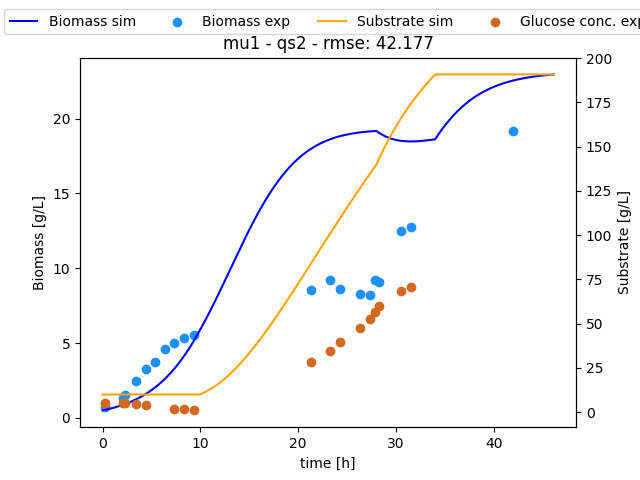 Biomass sim Biomass exp Substrate sim Glucose conc. exp
mu1 - qs2 - rmse: 42.177
Biomass [g/L]
0
5
10
15
20
0 10 20 30 40
time [h]
0
25
50
75
100
125
150
175
200
Substrate [g/L]